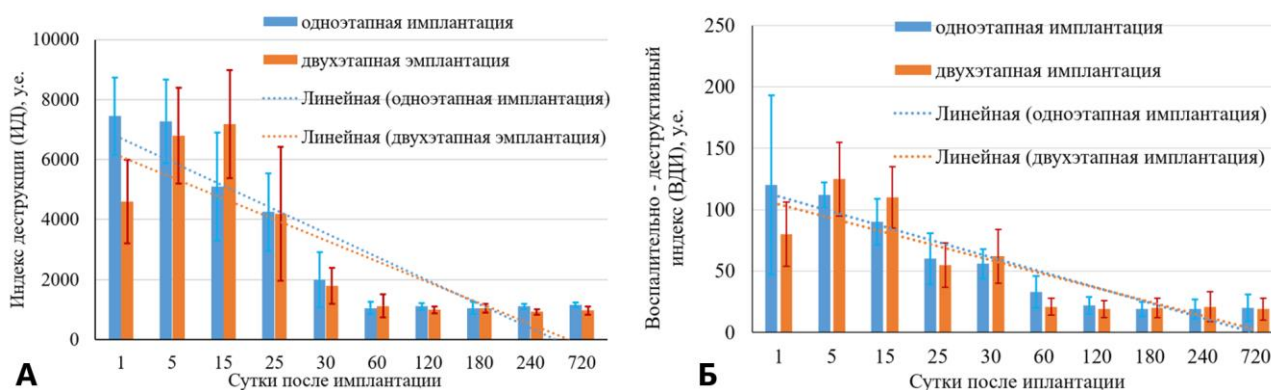 10000
8000
6000
4000
2000
0
Индекс деструкции (ИД), у.е.
одноэтапная имплантация
двухэтапная эмплантация
Линейная (одноэтапная имплантация)
Линейная (двухэтапная эмплантация)
1 5 15 25 30 60 120 180 240 720
Сутки после имплантации
А
250
200
150
100
50
0
Воспалительно - деструктивный
индекс (ВДИ), у.е.
одноэтапная имплантация
двухэтапная имплантация
Линейная (одноэтапная имплантация)
Линейная (двухэтапная имплантация)
1 5 15 25 30 60 120 180 240 720
Сутки после иплантации
Б